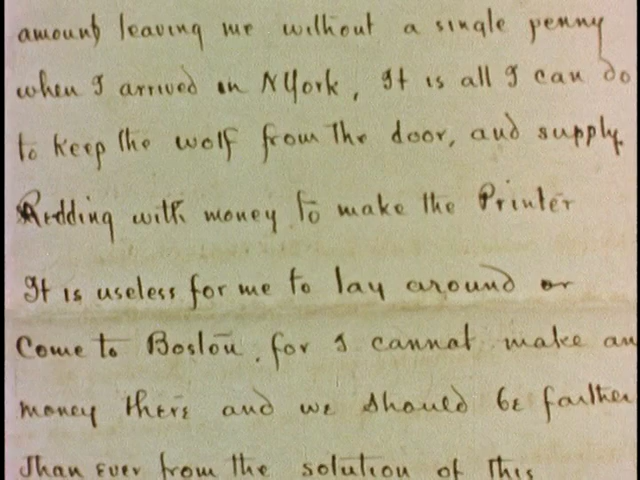 amount leaving me without a single penny
when I arrived in NYork, It is all I can do
to keep the wolf from the door, and supply
Redding with money to make the Printer
It is useless for me to lay around or
Come to Boston, for I cannot make an
money there and we should be farther
than ever from the solution of this